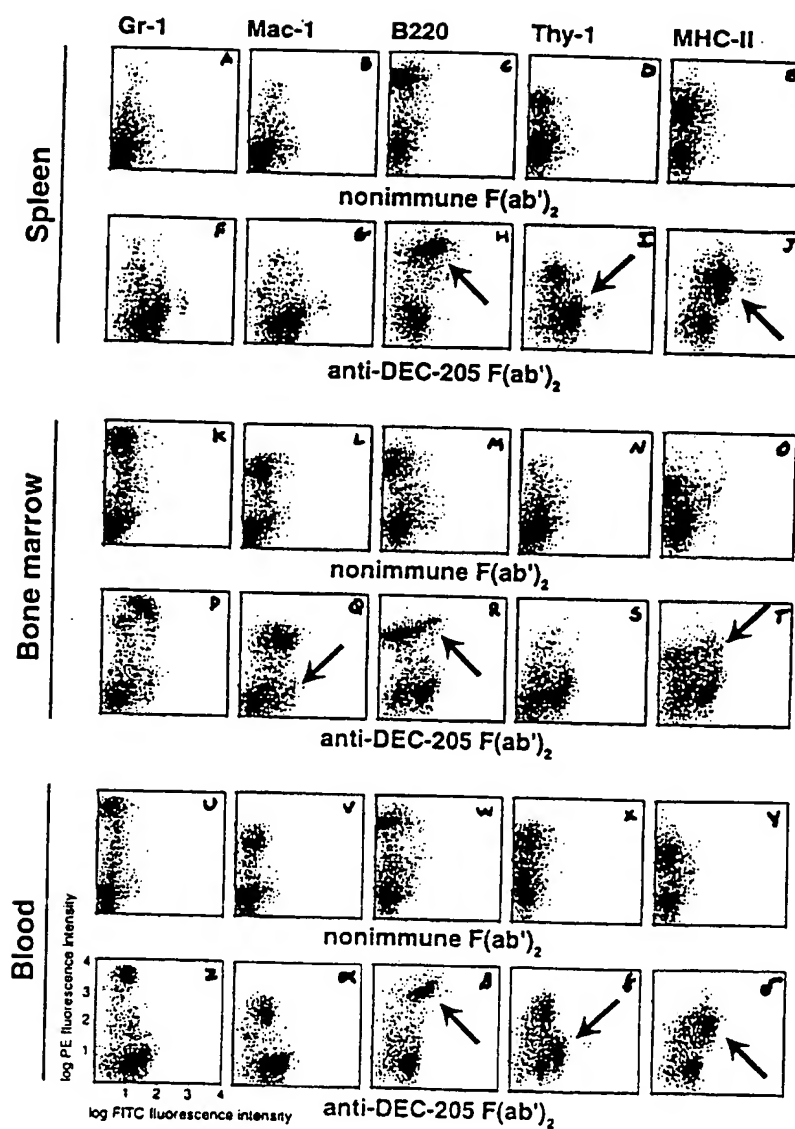 Gr-1 Mac-1 B220 Thy-1 MHC-II
A B C D E
Spleen
nonimmune F(ab')₂
F G H I J
anti-DEC-205 F(ab')₂
K L M N O
Bone marrow
nonimmune F(ab')₂
P Q R S T
anti-DEC-205 F(ab')₂
U V W X Y
Blood
nonimmune F(ab')₂
Z α β γ δ
log PE fluorescence intensity
4
3
2
1
1 2 3 4
log FITC fluorescence intensity
anti-DEC-205 F(ab')₂